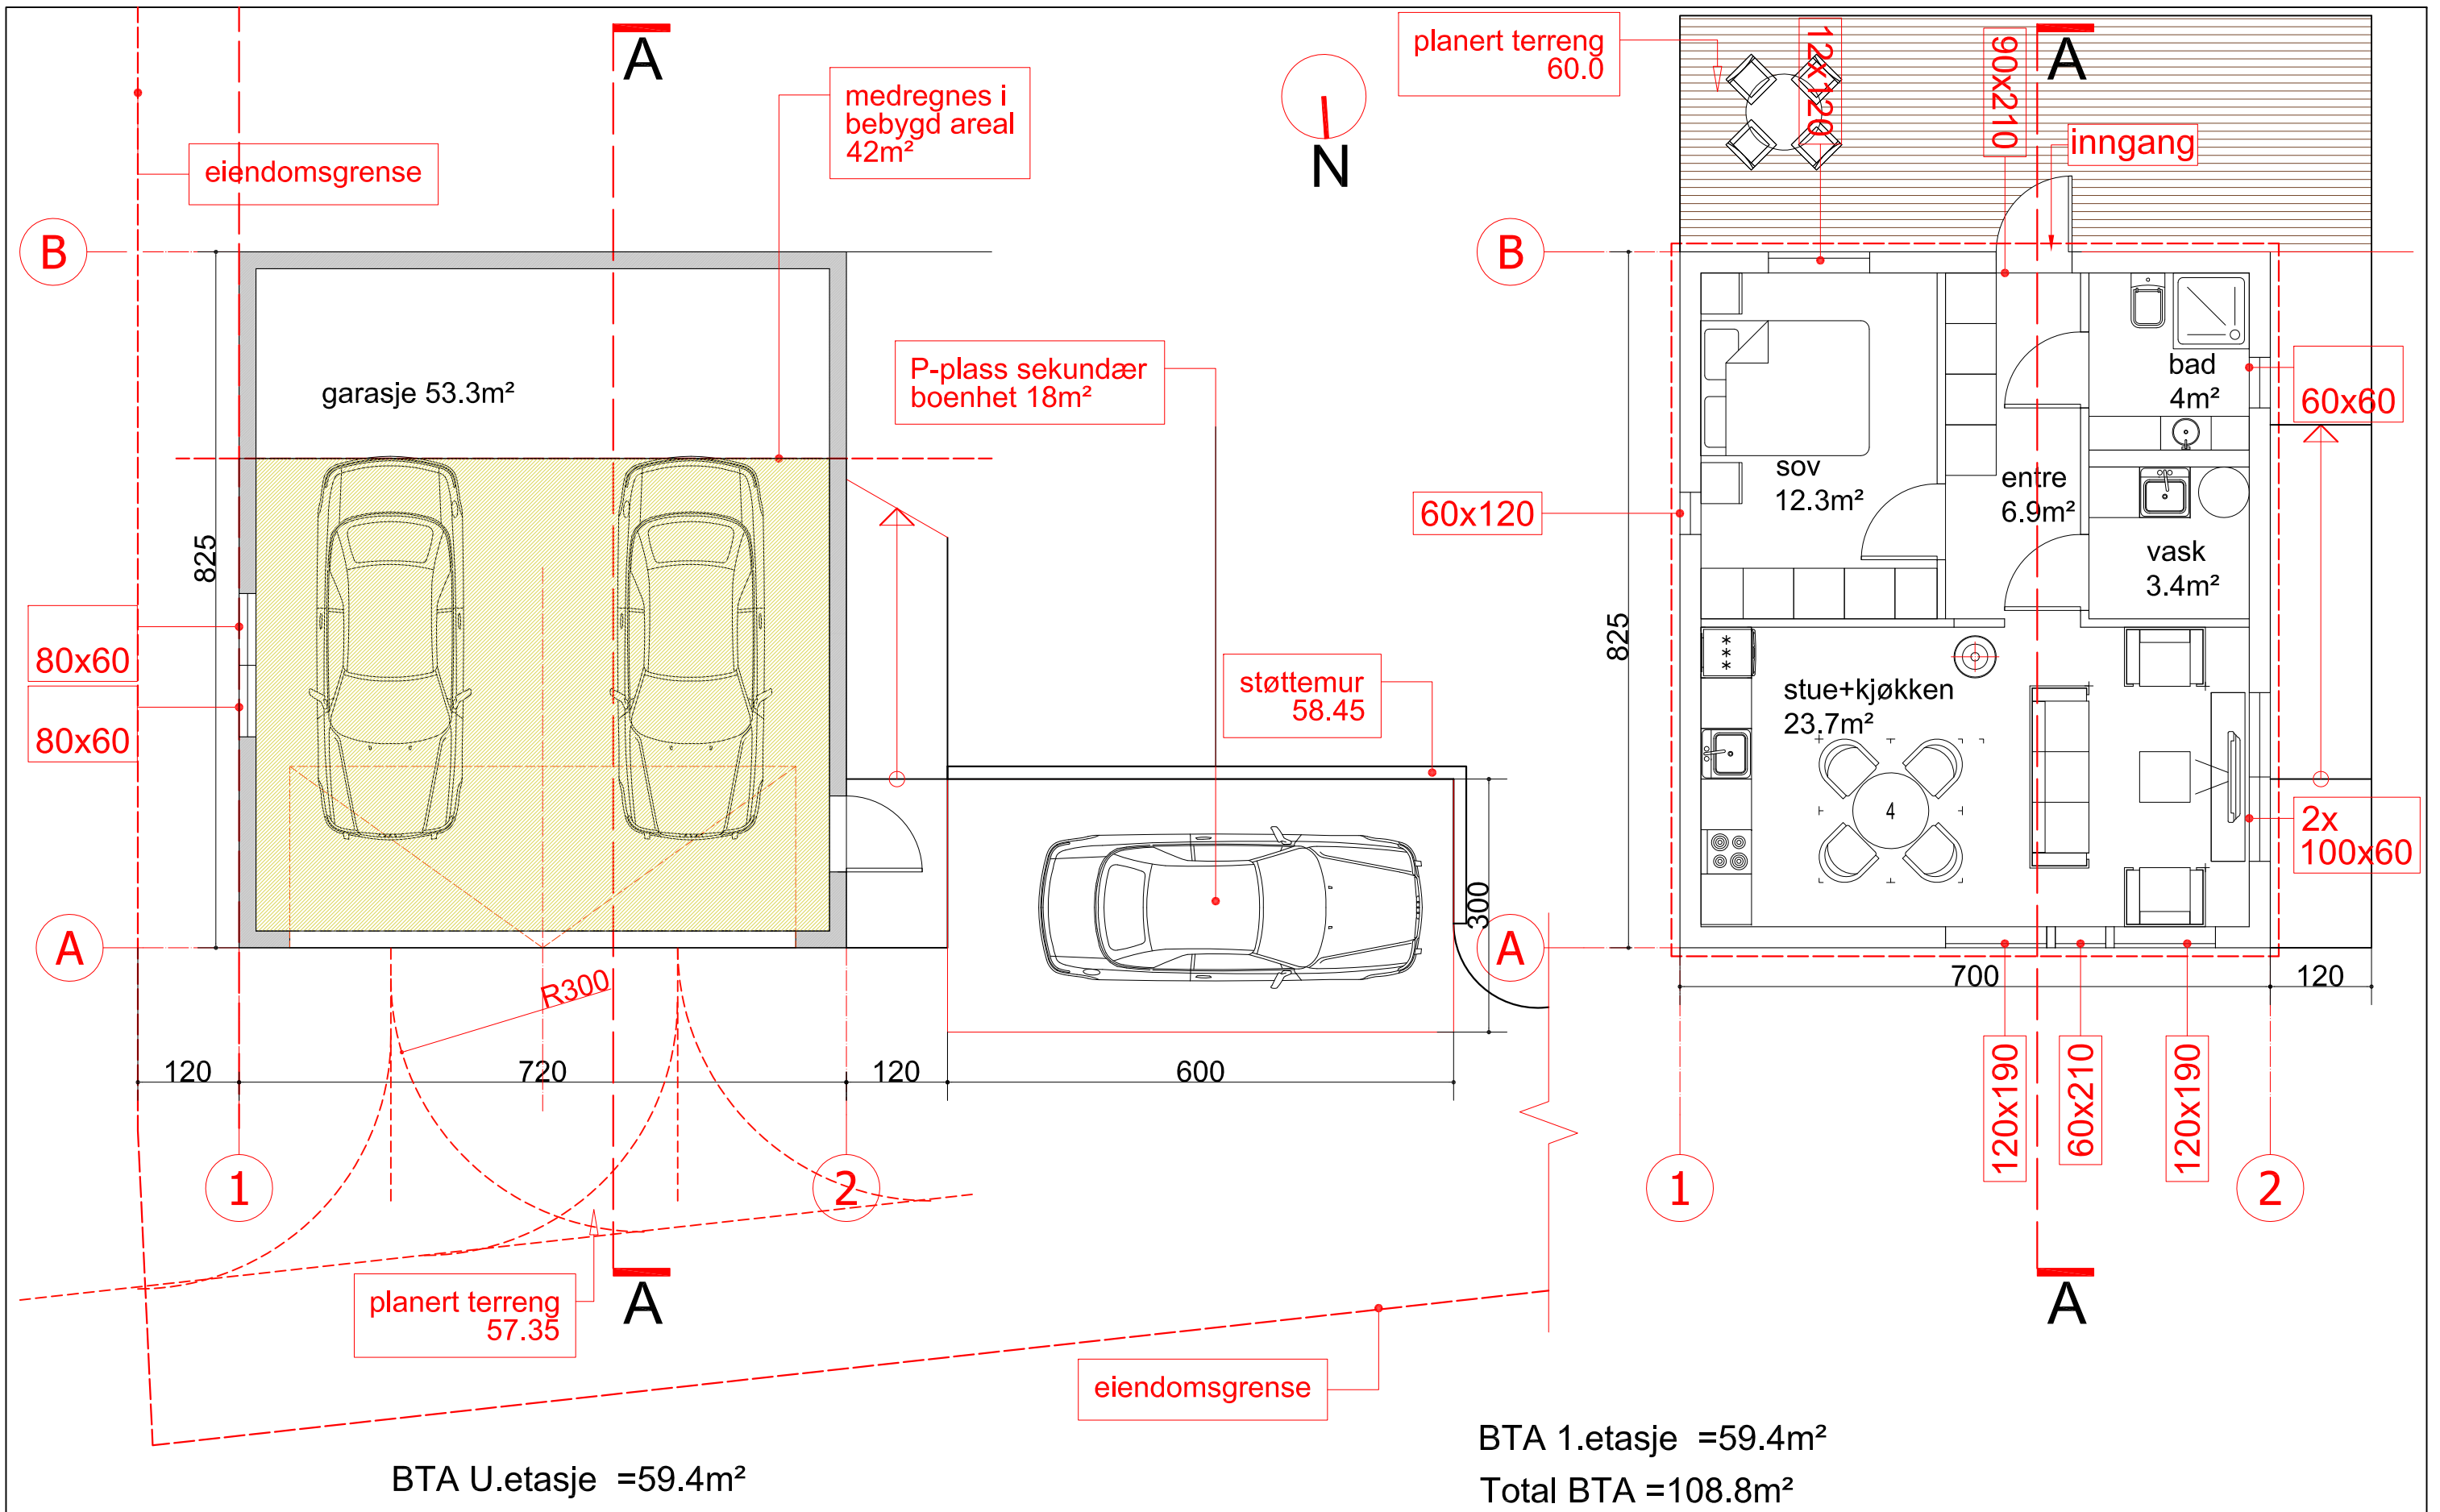 A
medregnes i
bebygd areal
42m²
eiendomsgrense
B
garasje 53.3m²
825
80x60
80x60
P-plass sekundær
boenhet 18m²
støttemur
58.45
300
A
R300
120
720
120
600
1
2
planert terreng
57.35
A
eiendomsgrense
BTA U.etasje =59.4m²
N
planert terreng
60.0
12x120
90x210
A
inngang
B
bad
4m²
60x60
sov
12.3m²
entre
6.9m²
60x120
vask
3.4m²
825
***
stue+kjøkken
23.7m²
4
2x
100x60
A
700
120
120x190
60x210
120x190
1
2
A
BTA 1.etasje =59.4m²
Total BTA =108.8m²